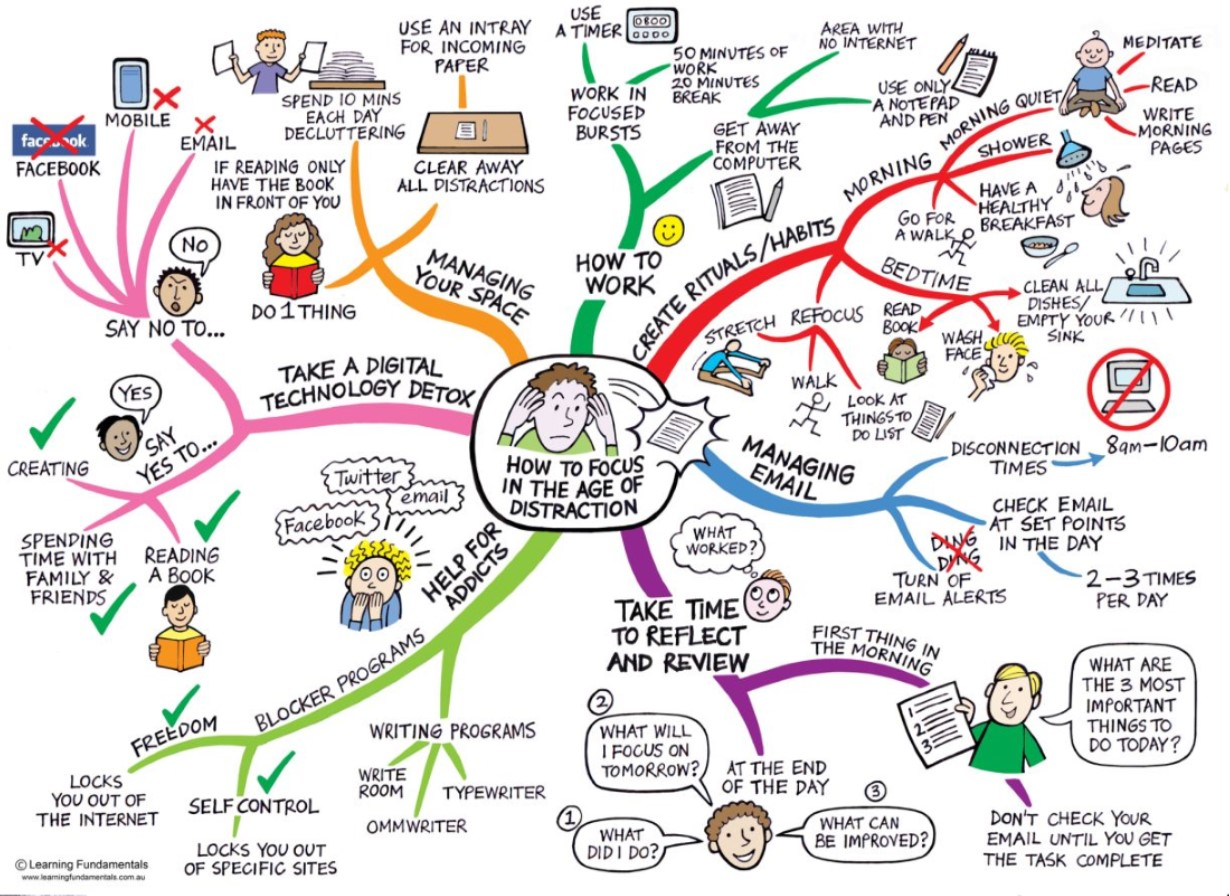 HOW TO FOCUS
IN THE AGE OF
DISTRACTION
HOW TO
WORK
WORK IN
FOCUSED
BURSTS
USE
A TIMER
0800
50 MINUTES OF
WORK
20 MINUTES
BREAK
GET AWAY
FROM THE
COMPUTER
AREA WITH
NO INTERNET
USE ONLY
A NOTEPAD
AND PEN
CREATE RITUALS/HABITS
MORNING
MORNING QUIET
MEDITATE
READ
WRITE
MORNING
PAGES
SHOWER
HAVE A
HEALTHY
BREAKFAST
GO FOR
A WALK
BEDTIME
CLEAN ALL
DISHES/
EMPTY YOUR
SINK
WASH
FACE
READ
BOOK
REFOCUS
STRETCH
WALK
LOOK AT
THINGS TO
DO LIST
MANAGING
EMAIL
DISCONNECTION
TIMES
8am-10am
CHECK EMAIL
AT SET POINTS
IN THE DAY
2-3 TIMES
PER DAY
DING
DING
TURN OF
EMAIL ALERTS
TAKE TIME
TO REFLECT
AND REVIEW
WHAT
WORKED?
FIRST THING IN
THE MORNING
1
2
3
WHAT ARE
THE 3 MOST
IMPORTANT
THINGS TO
DO TODAY?
DON'T CHECK YOUR
EMAIL UNTIL YOU GET
THE TASK COMPLETE
AT THE END
OF THE DAY
1
WHAT
DID I DO?
2
WHAT WILL
I FOCUS ON
TOMORROW?
3
WHAT CAN
BE IMPROVED?
HELP FOR
ADDICTS
Twitter
email
Facebook
WRITING PROGRAMS
WRITE
ROOM
OMMWRITER
TYPEWRITER
BLOCKER PROGRAMS
FREEDOM
LOCKS
YOU OUT OF
THE INTERNET
SELF CONTROL
LOCKS YOU OUT
OF SPECIFIC SITES
TAKE A DIGITAL
TECHNOLOGY DETOX
SAY YES TO...
YES
CREATING
SPENDING
TIME WITH
FAMILY &
FRIENDS
READING
A BOOK
SAY NO TO...
NO
TV
facebook
FACEBOOK
MOBILE
EMAIL
MANAGING
YOUR SPACE
IF READING ONLY
HAVE THE BOOK
IN FRONT OF YOU
DO 1 THING
SPEND 10 MINS
EACH DAY
DECLUTTERING
USE AN INTRAY
FOR INCOMING
PAPER
CLEAR AWAY
ALL DISTRACTIONS
© Learning Fundamentals
www.learningfundamentals.com.au